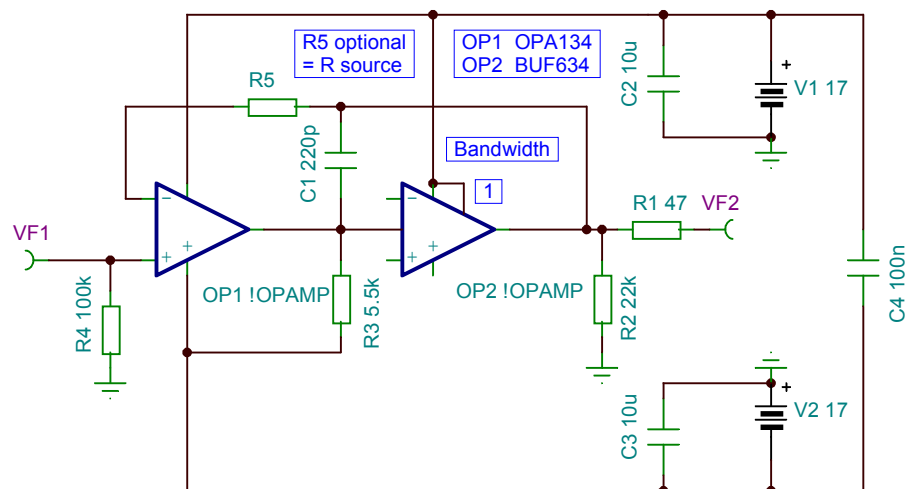 R5 optional
= R source
OP1 OPA134
OP2 BUF634
R5
C1 220p
Bandwidth
1
C2 10u
+
V1 17
VF1
R4 100k
−
+
+
OP1 !OPAMP
R3 5.5k
−
+
+
OP2 !OPAMP
R2 22k
R1 47
VF2
C4 100n
C3 10u
+
V2 17